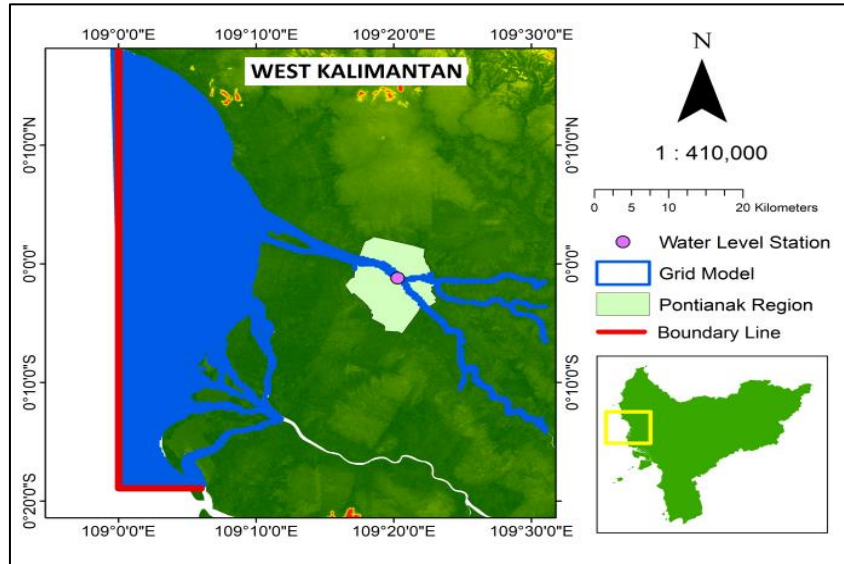 WEST KALIMANTAN
109°0'0"E 109°10'0"E 109°20'0"E 109°30'0"E
0°10'0"N
0°0'0"
0°10'0"S
0°20'0"S
0°10'0"N
0°0'0"
0°10'0"S
0°20'0"S
109°0'0"E 109°10'0"E 109°20'0"E 109°30'0"E
N
1 : 410,000
0 5 10 20 Kilometers
Water Level Station
Grid Model
Pontianak Region
Boundary Line